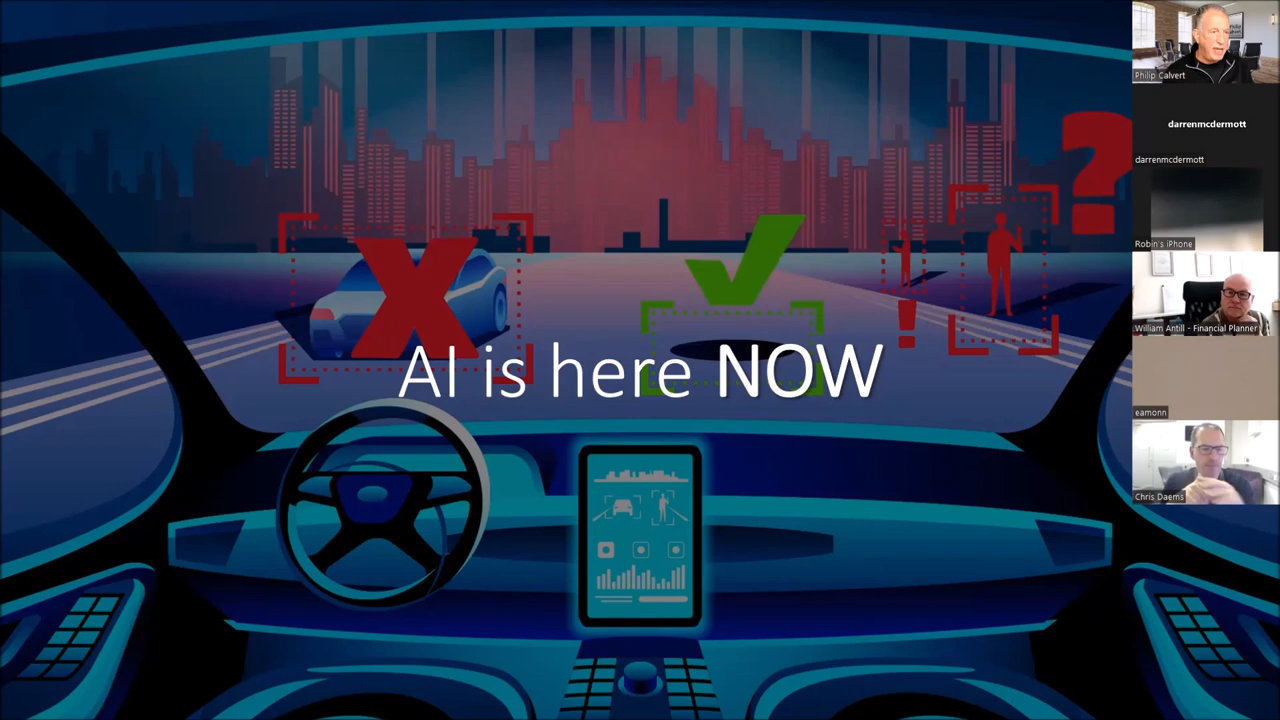 AI is here NOW
?
!
Philip Calvert
darrenmcdermott
darrenmcdermott
Robin's iPhone
William Antill - Financial Planner
eamonn
Chris Daems